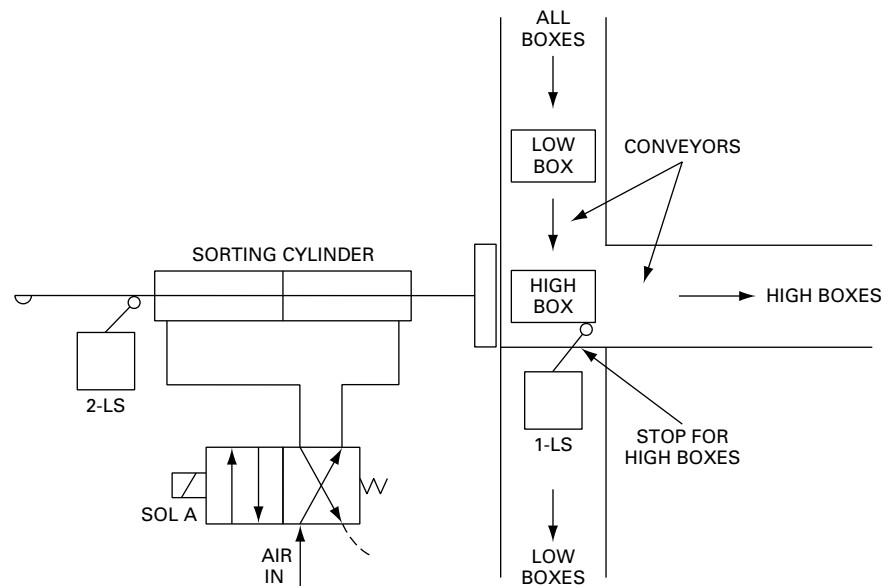 ALL
BOXES
LOW
BOX
CONVEYORS
SORTING CYLINDER
HIGH
BOX
HIGH BOXES
2-LS
1-LS
STOP FOR
HIGH BOXES
SOL A
AIR
IN
LOW
BOXES